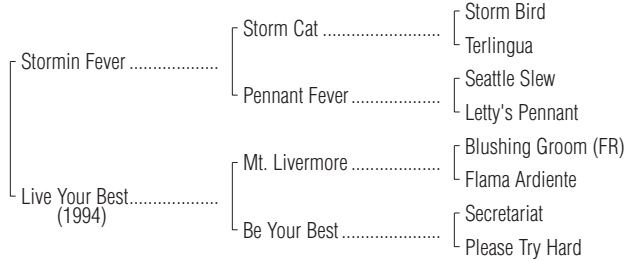 Storm Bird
Storm Cat ........................
Terlingua
Stormin Fever ...................
Seattle Slew
Pennant Fever ..................
Letty's Pennant
Blushing Groom (FR)
Mt. Livermore ..................
Flama Ardiente
Live Your Best ...................
(1994)
Secretariat
Be Your Best ....................
Please Try Hard